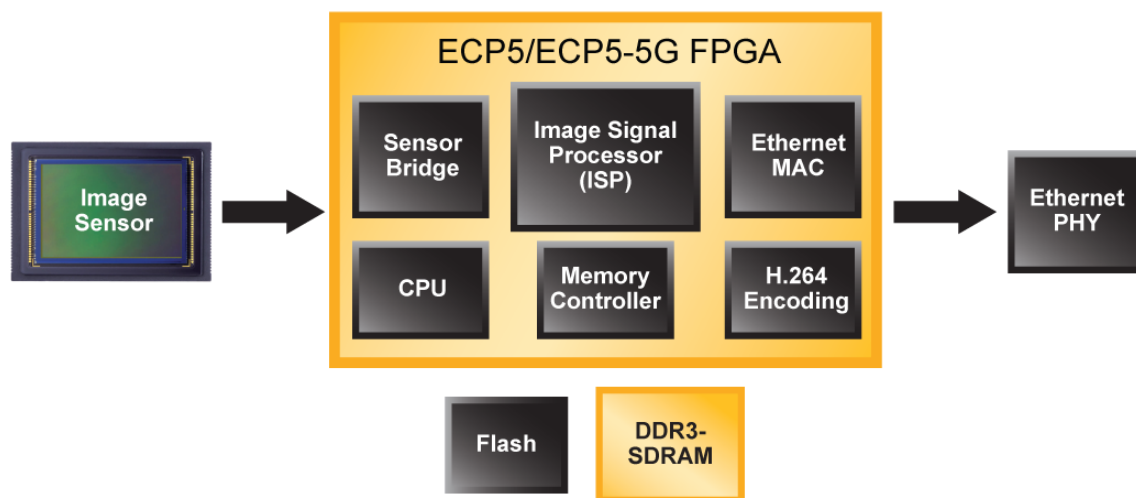 ECP5/ECP5-5G FPGA
Image
Sensor
Sensor
Bridge
Image Signal
Processor
(ISP)
Ethernet
MAC
Ethernet
PHY
CPU
Memory
Controller
H.264
Encoding
Flash
DDR3-
SDRAM